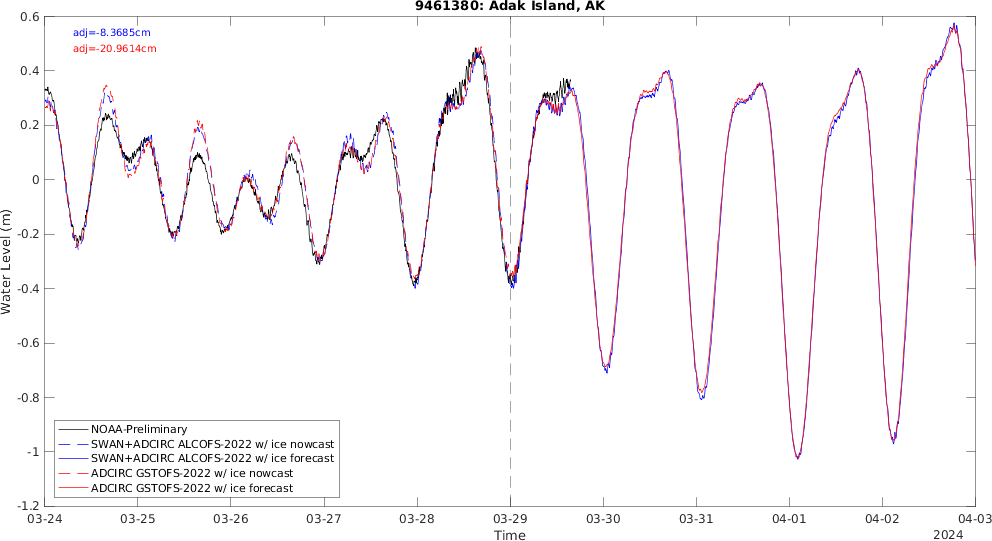 9461380: Adak Island, AK
adj=-8.3685cm
adj=-20.9614cm
Water Level (m)
0.6
0.4
0.2
0
-0.2
-0.4
-0.6
-0.8
-1
-1.2
NOAA-Preliminary
SWAN+ADCIRC ALCOFS-2022 w/ ice nowcast
SWAN+ADCIRC ALCOFS-2022 w/ ice forecast
ADCIRC GSTOFS-2022 w/ ice nowcast
ADCIRC GSTOFS-2022 w/ ice forecast
03-24 03-25 03-26 03-27 03-28 03-29 03-30 03-31 04-01 04-02 04-03
Time
2024